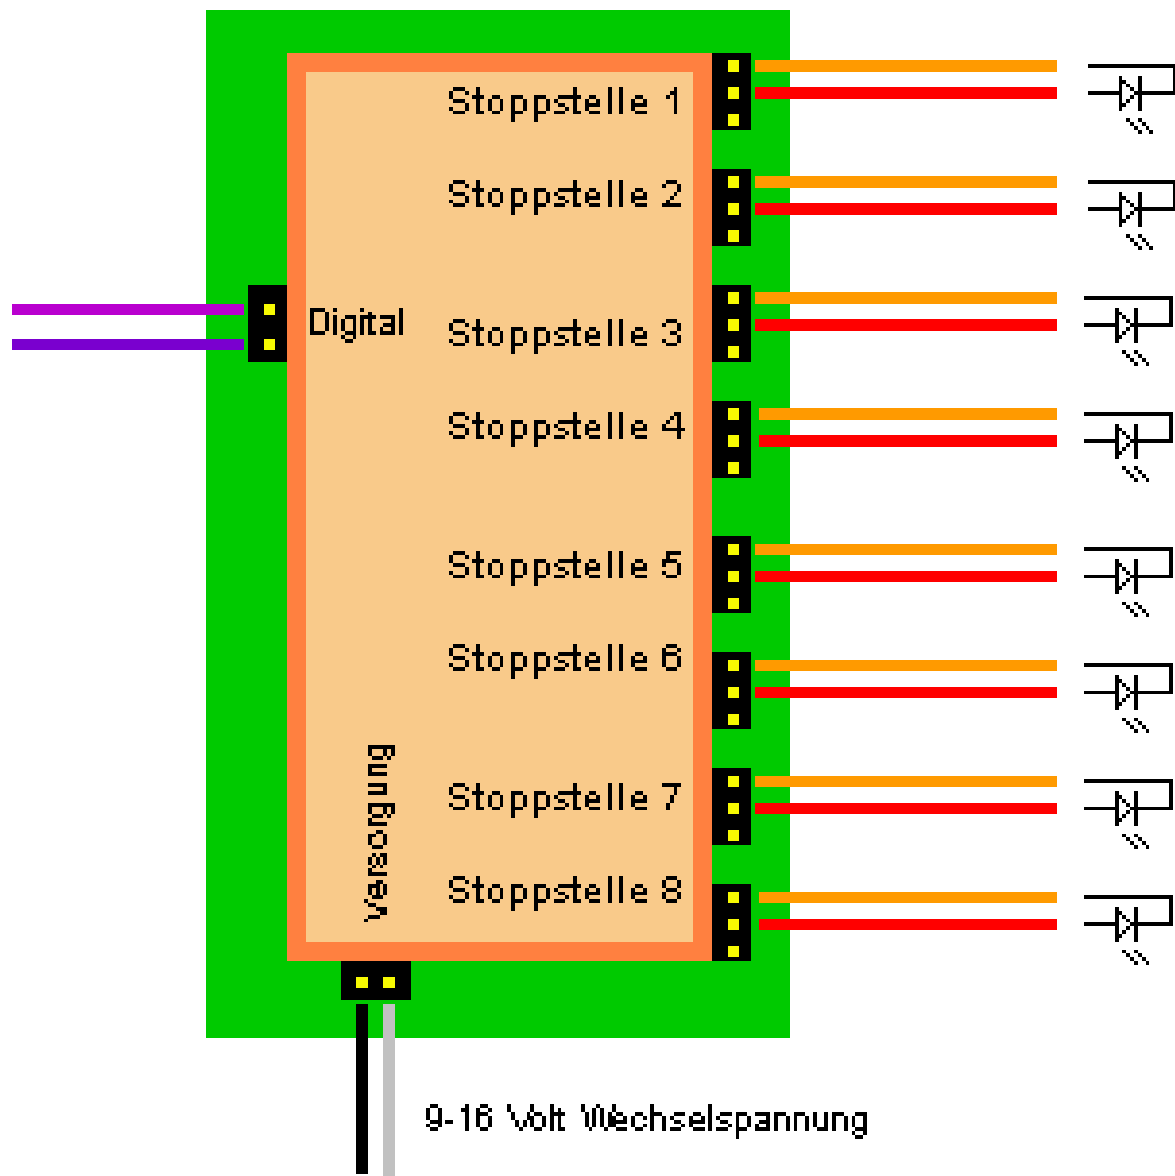 Stoppstelle 1
Stoppstelle 2
Digital
Stoppstelle 3
Stoppstelle 4
Stoppstelle 5
Stoppstelle 6
Stoppstelle 7
Versorgung
Stoppstelle 8
9-16 Volt Wechselspannung